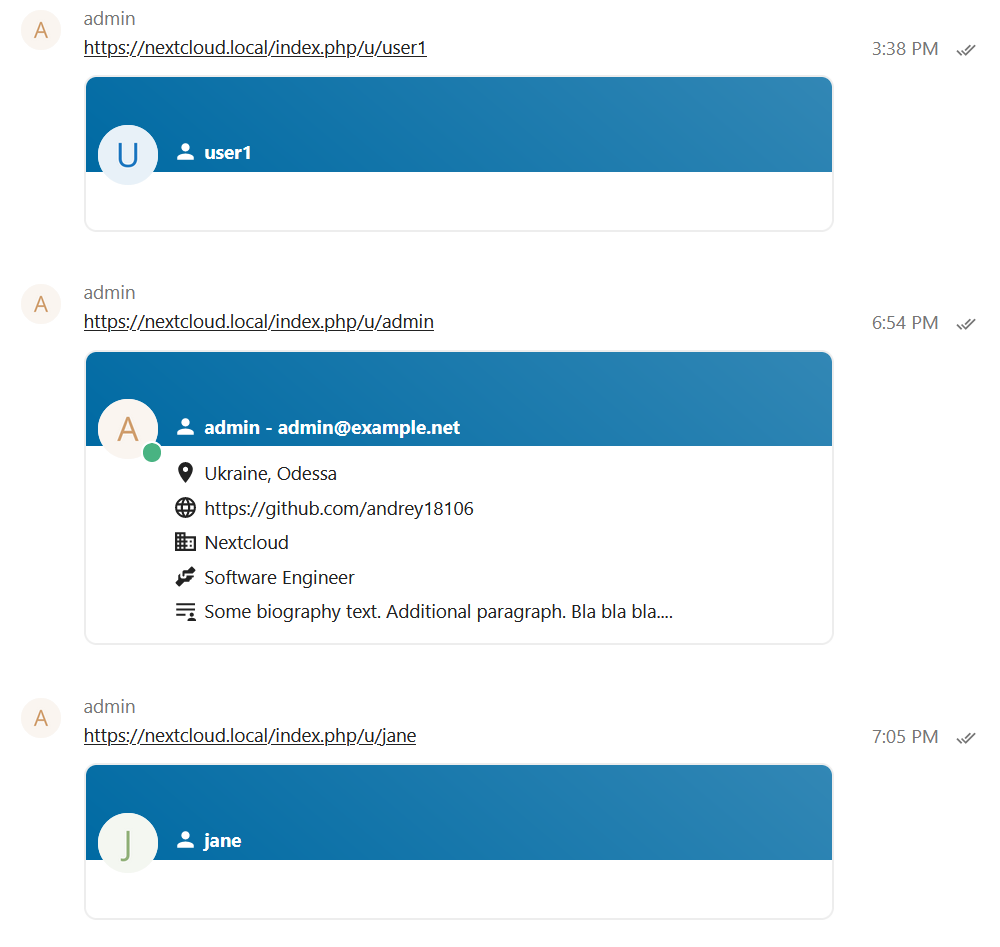 A admin
https://nextcloud.local/index.php/u/user1 3:38 PM
U user1
A admin
https://nextcloud.local/index.php/u/admin 6:54 PM
A admin - admin@example.net
Ukraine, Odessa
https://github.com/andrey18106
Nextcloud
Software Engineer
Some biography text. Additional paragraph. Bla bla bla....
A admin
https://nextcloud.local/index.php/u/jane 7:05 PM
J jane